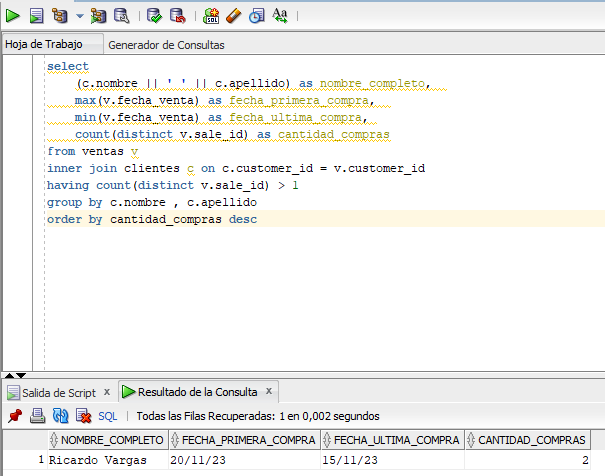 Hoja de Trabajo
Generador de Consultas
select
(c.nombre || ' ' || c.apellido) as nombre_completo,
max(v.fecha_venta) as fecha_primera_compra,
min(v.fecha_venta) as fecha_ultima_compra,
count(distinct v.sale_id) as cantidad_compras
from ventas v
inner join clientes c on c.customer_id = v.customer_id
having count(distinct v.sale_id) > 1
group by c.nombre , c.apellido
order by cantidad_compras desc
Salida de Script x
Resultado de la Consulta x
SQL | Todas las Filas Recuperadas: 1 en 0,002 segundos
NOMBRE_COMPLETO FECHA_PRIMERA_COMPRA FECHA_ULTIMA_COMPRA CANTIDAD_COMPRAS
1 Ricardo Vargas 20/11/23 15/11/23 2